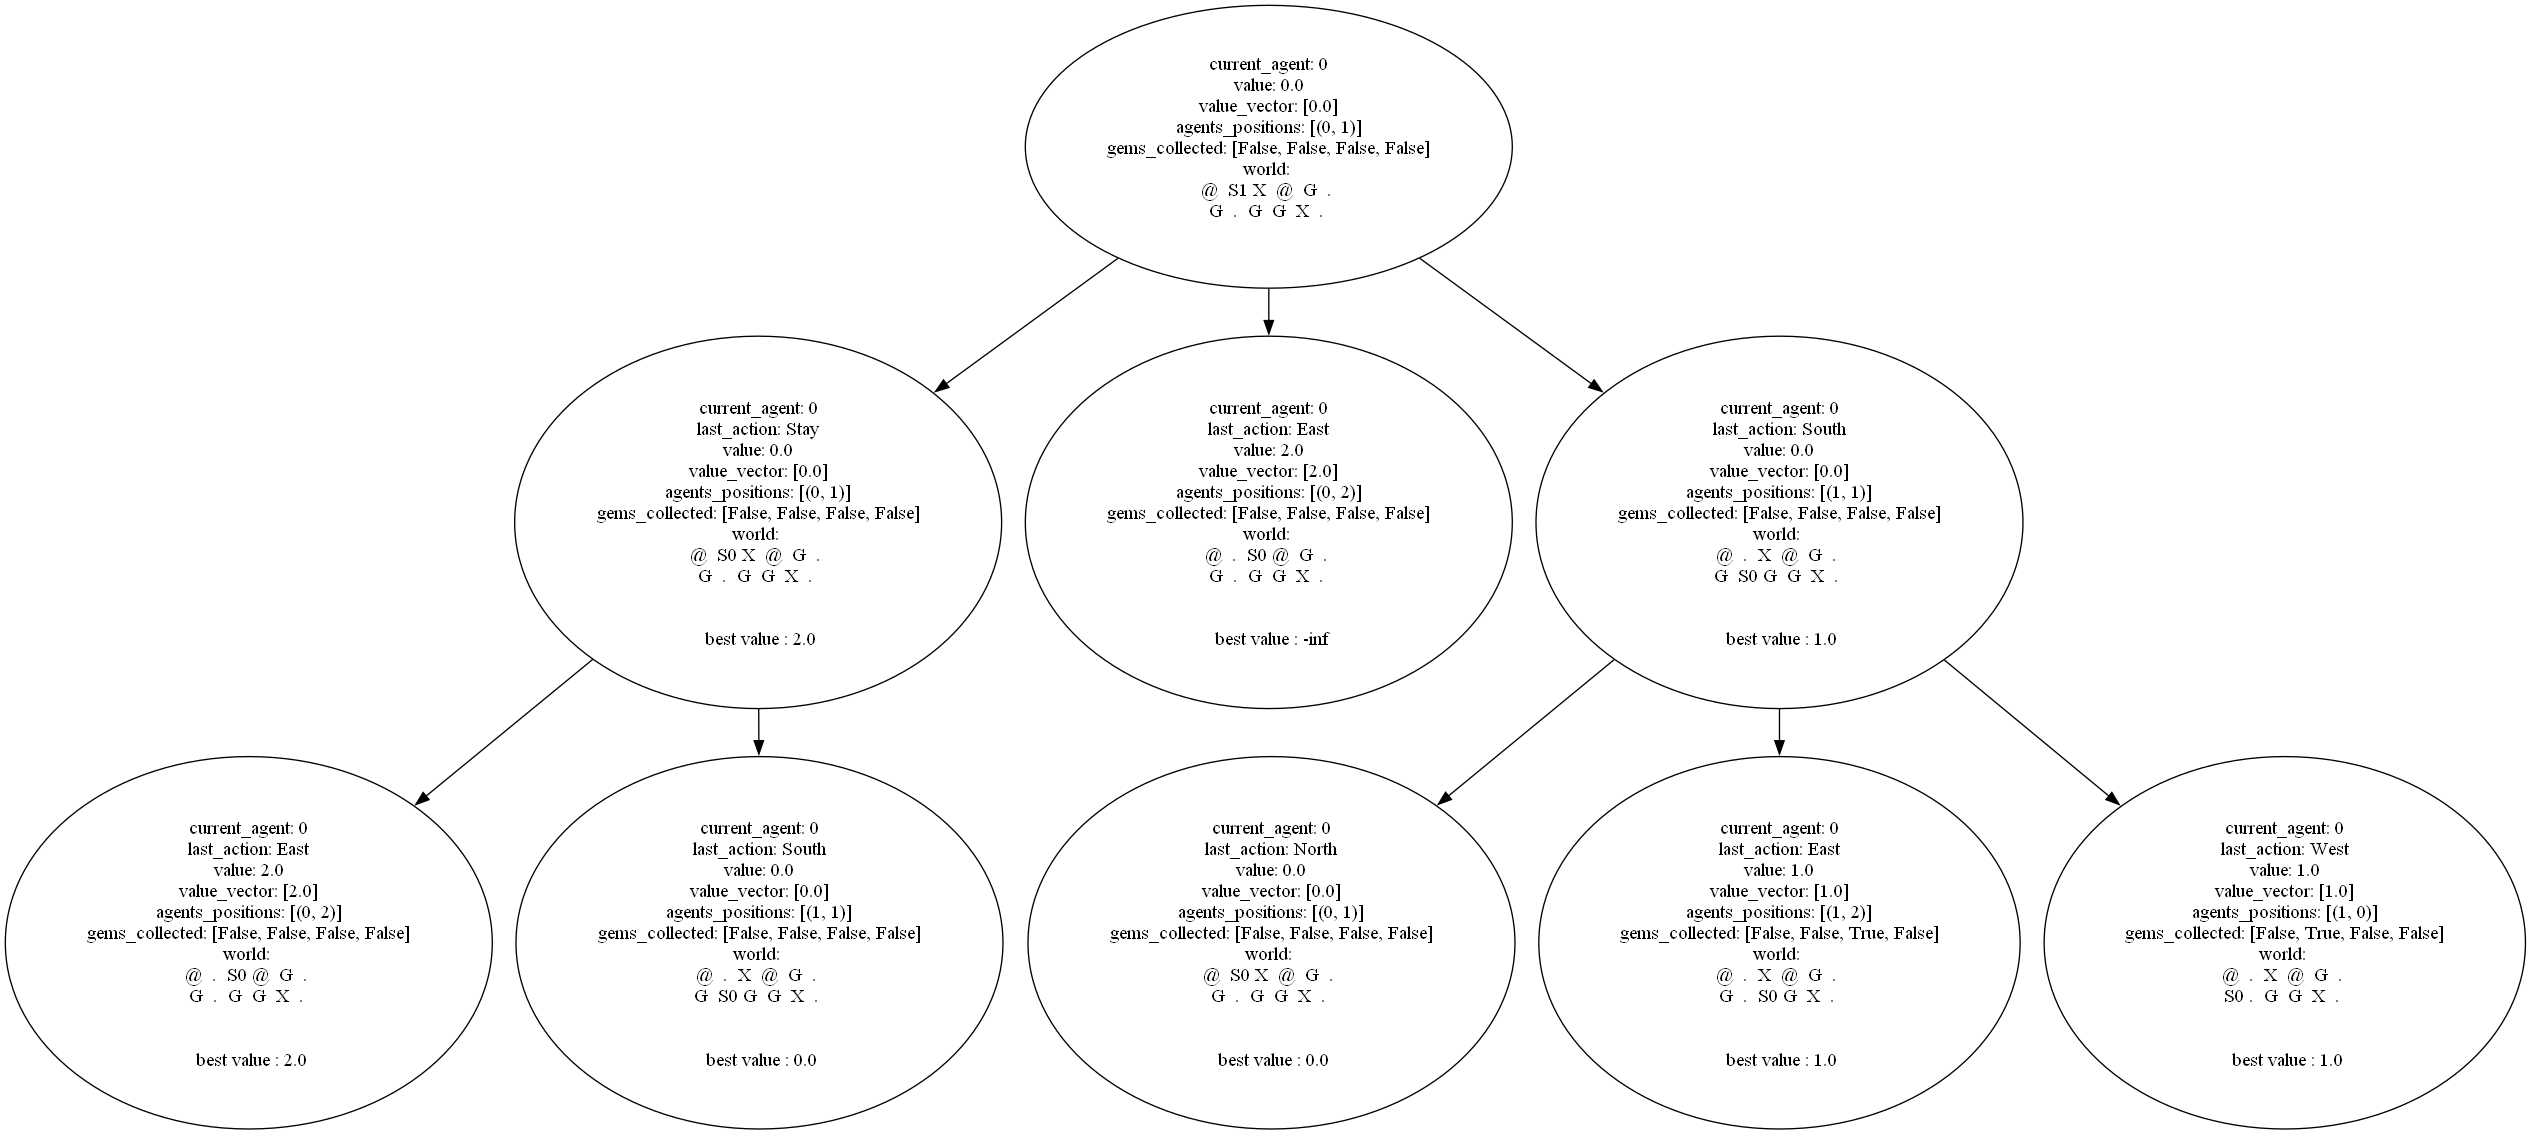 current_agent: 0
value: 0.0
value_vector: [0.0]
agents_positions: [(0, 1)]
gems_collected: [False, False, False, False]
world:
@ S1 X @ G .
G . G G X .
current_agent: 0
last_action: Stay
value: 0.0
value_vector: [0.0]
agents_positions: [(0, 1)]
gems_collected: [False, False, False, False]
world:
@ S0 X @ G .
G . G G X .
best value : 2.0
current_agent: 0
last_action: East
value: 2.0
value_vector: [2.0]
agents_positions: [(0, 2)]
gems_collected: [False, False, False, False]
world:
@ . S0 @ G .
G . G G X .
best value : -inf
current_agent: 0
last_action: South
value: 0.0
value_vector: [0.0]
agents_positions: [(1, 1)]
gems_collected: [False, False, False, False]
world:
@ . X @ G .
G S0 G G X .
best value : 1.0
current_agent: 0
last_action: East
value: 2.0
value_vector: [2.0]
agents_positions: [(0, 2)]
gems_collected: [False, False, False, False]
world:
@ . S0 @ G .
G . G G X .
best value : 2.0
current_agent: 0
last_action: South
value: 0.0
value_vector: [0.0]
agents_positions: [(1, 1)]
gems_collected: [False, False, False, False]
world:
@ . X @ G .
G S0 G G X .
best value : 0.0
current_agent: 0
last_action: North
value: 0.0
value_vector: [0.0]
agents_positions: [(0, 1)]
gems_collected: [False, False, False, False]
world:
@ S0 X @ G .
G . G G X .
best value : 0.0
current_agent: 0
last_action: East
value: 1.0
value_vector: [1.0]
agents_positions: [(1, 2)]
gems_collected: [False, False, True, False]
world:
@ . X @ G .
G . S0 G X .
best value : 1.0
current_agent: 0
last_action: West
value: 1.0
value_vector: [1.0]
agents_positions: [(1, 0)]
gems_collected: [False, True, False, False]
world:
@ . X @ G .
S0 . G G X .
best value : 1.0